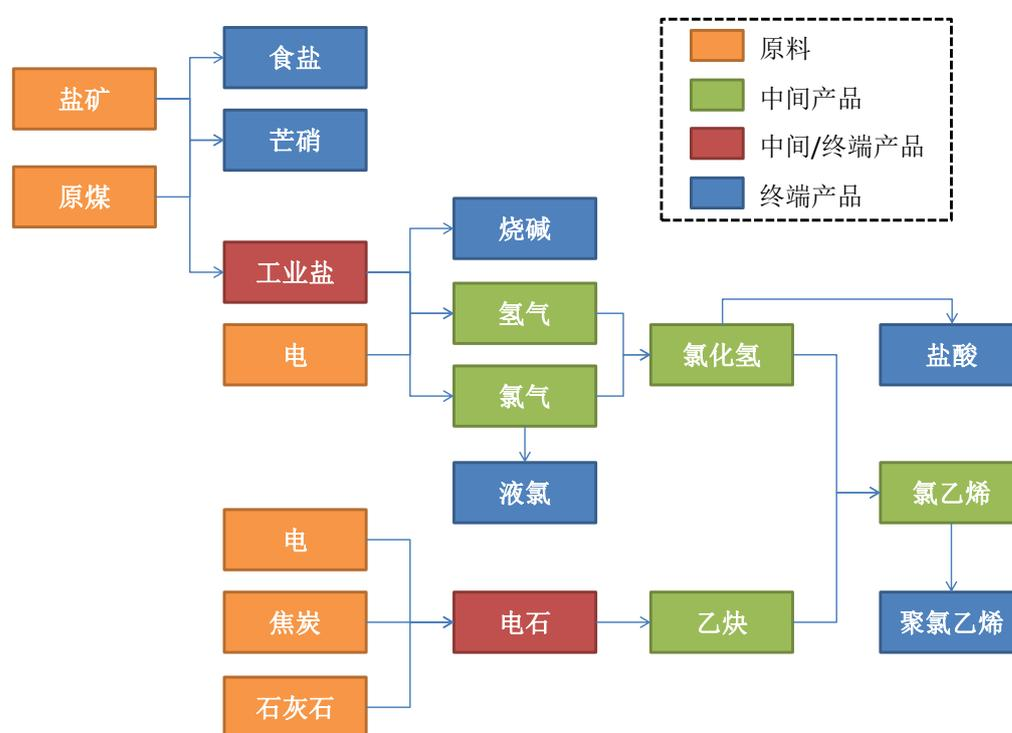 食盐
盐矿
芒硝
原煤
工业盐
电
烧碱
氢气
氯气
液氯
氯化氢
盐酸
氯乙烯
聚氯乙烯
电
焦炭
石灰石
电石
乙炔
原料
中间产品
中间/终端产品
终端产品